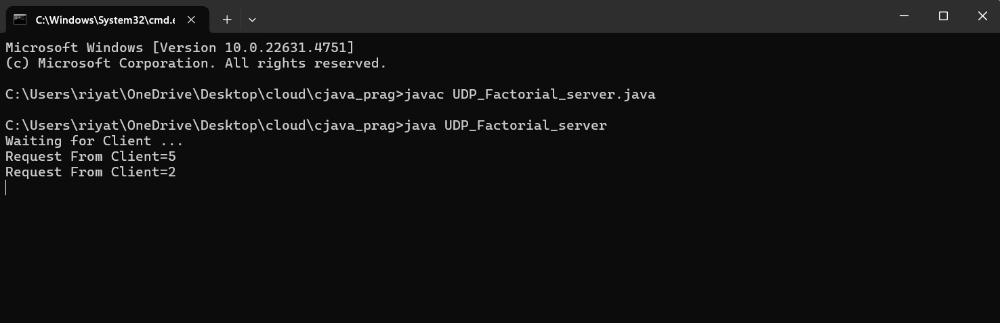 C:\Windows\System32\cmd.e
Microsoft Windows [Version 10.0.22631.4751]
(c) Microsoft Corporation. All rights reserved.
C:\Users\riyat\OneDrive\Desktop\cloud\cjava_prag>javac UDP_Factorial_server.java
C:\Users\riyat\OneDrive\Desktop\cloud\cjava_prag>java UDP_Factorial_server
Waiting for Client ...
Request From Client=5
Request From Client=2